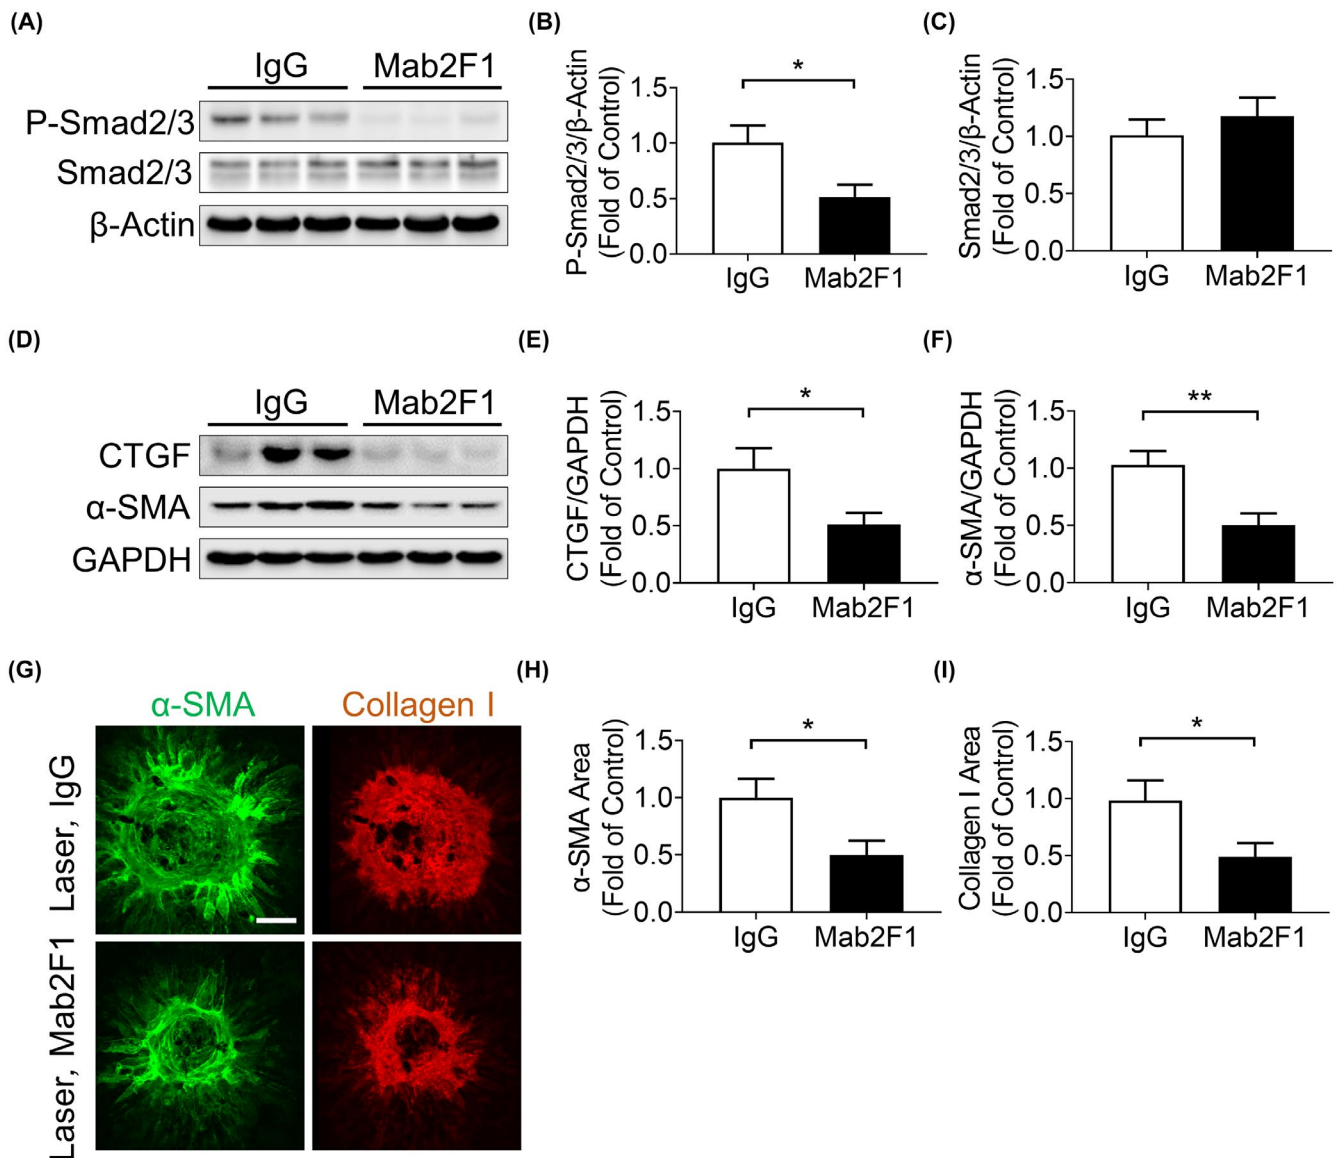 (A)
IgG Mab2F1
P-Smad2/3
Smad2/3
β-Actin
(B)
P-Smad2/3/β-Actin
(Fold of Control)
1.5
1.0
0.5
0.0
*
IgG Mab2F1
(C)
Smad2/3/β-Actin
(Fold of Control)
1.5
1.0
0.5
0.0
IgG Mab2F1
(D)
IgG Mab2F1
CTGF
α-SMA
GAPDH
(E)
CTGF/GAPDH
(Fold of Control)
1.5
1.0
0.5
0.0
*
IgG Mab2F1
(F)
α-SMA/GAPDH
(Fold of Control)
1.5
1.0
0.5
0.0
**
IgG Mab2F1
(G)
α-SMA Collagen I
Laser, IgG
Laser, Mab2F1
(H)
α-SMA Area
(Fold of Control)
1.5
1.0
0.5
0.0
*
IgG Mab2F1
(I)
Collagen I Area
(Fold of Control)
1.5
1.0
0.5
0.0
*
IgG Mab2F1